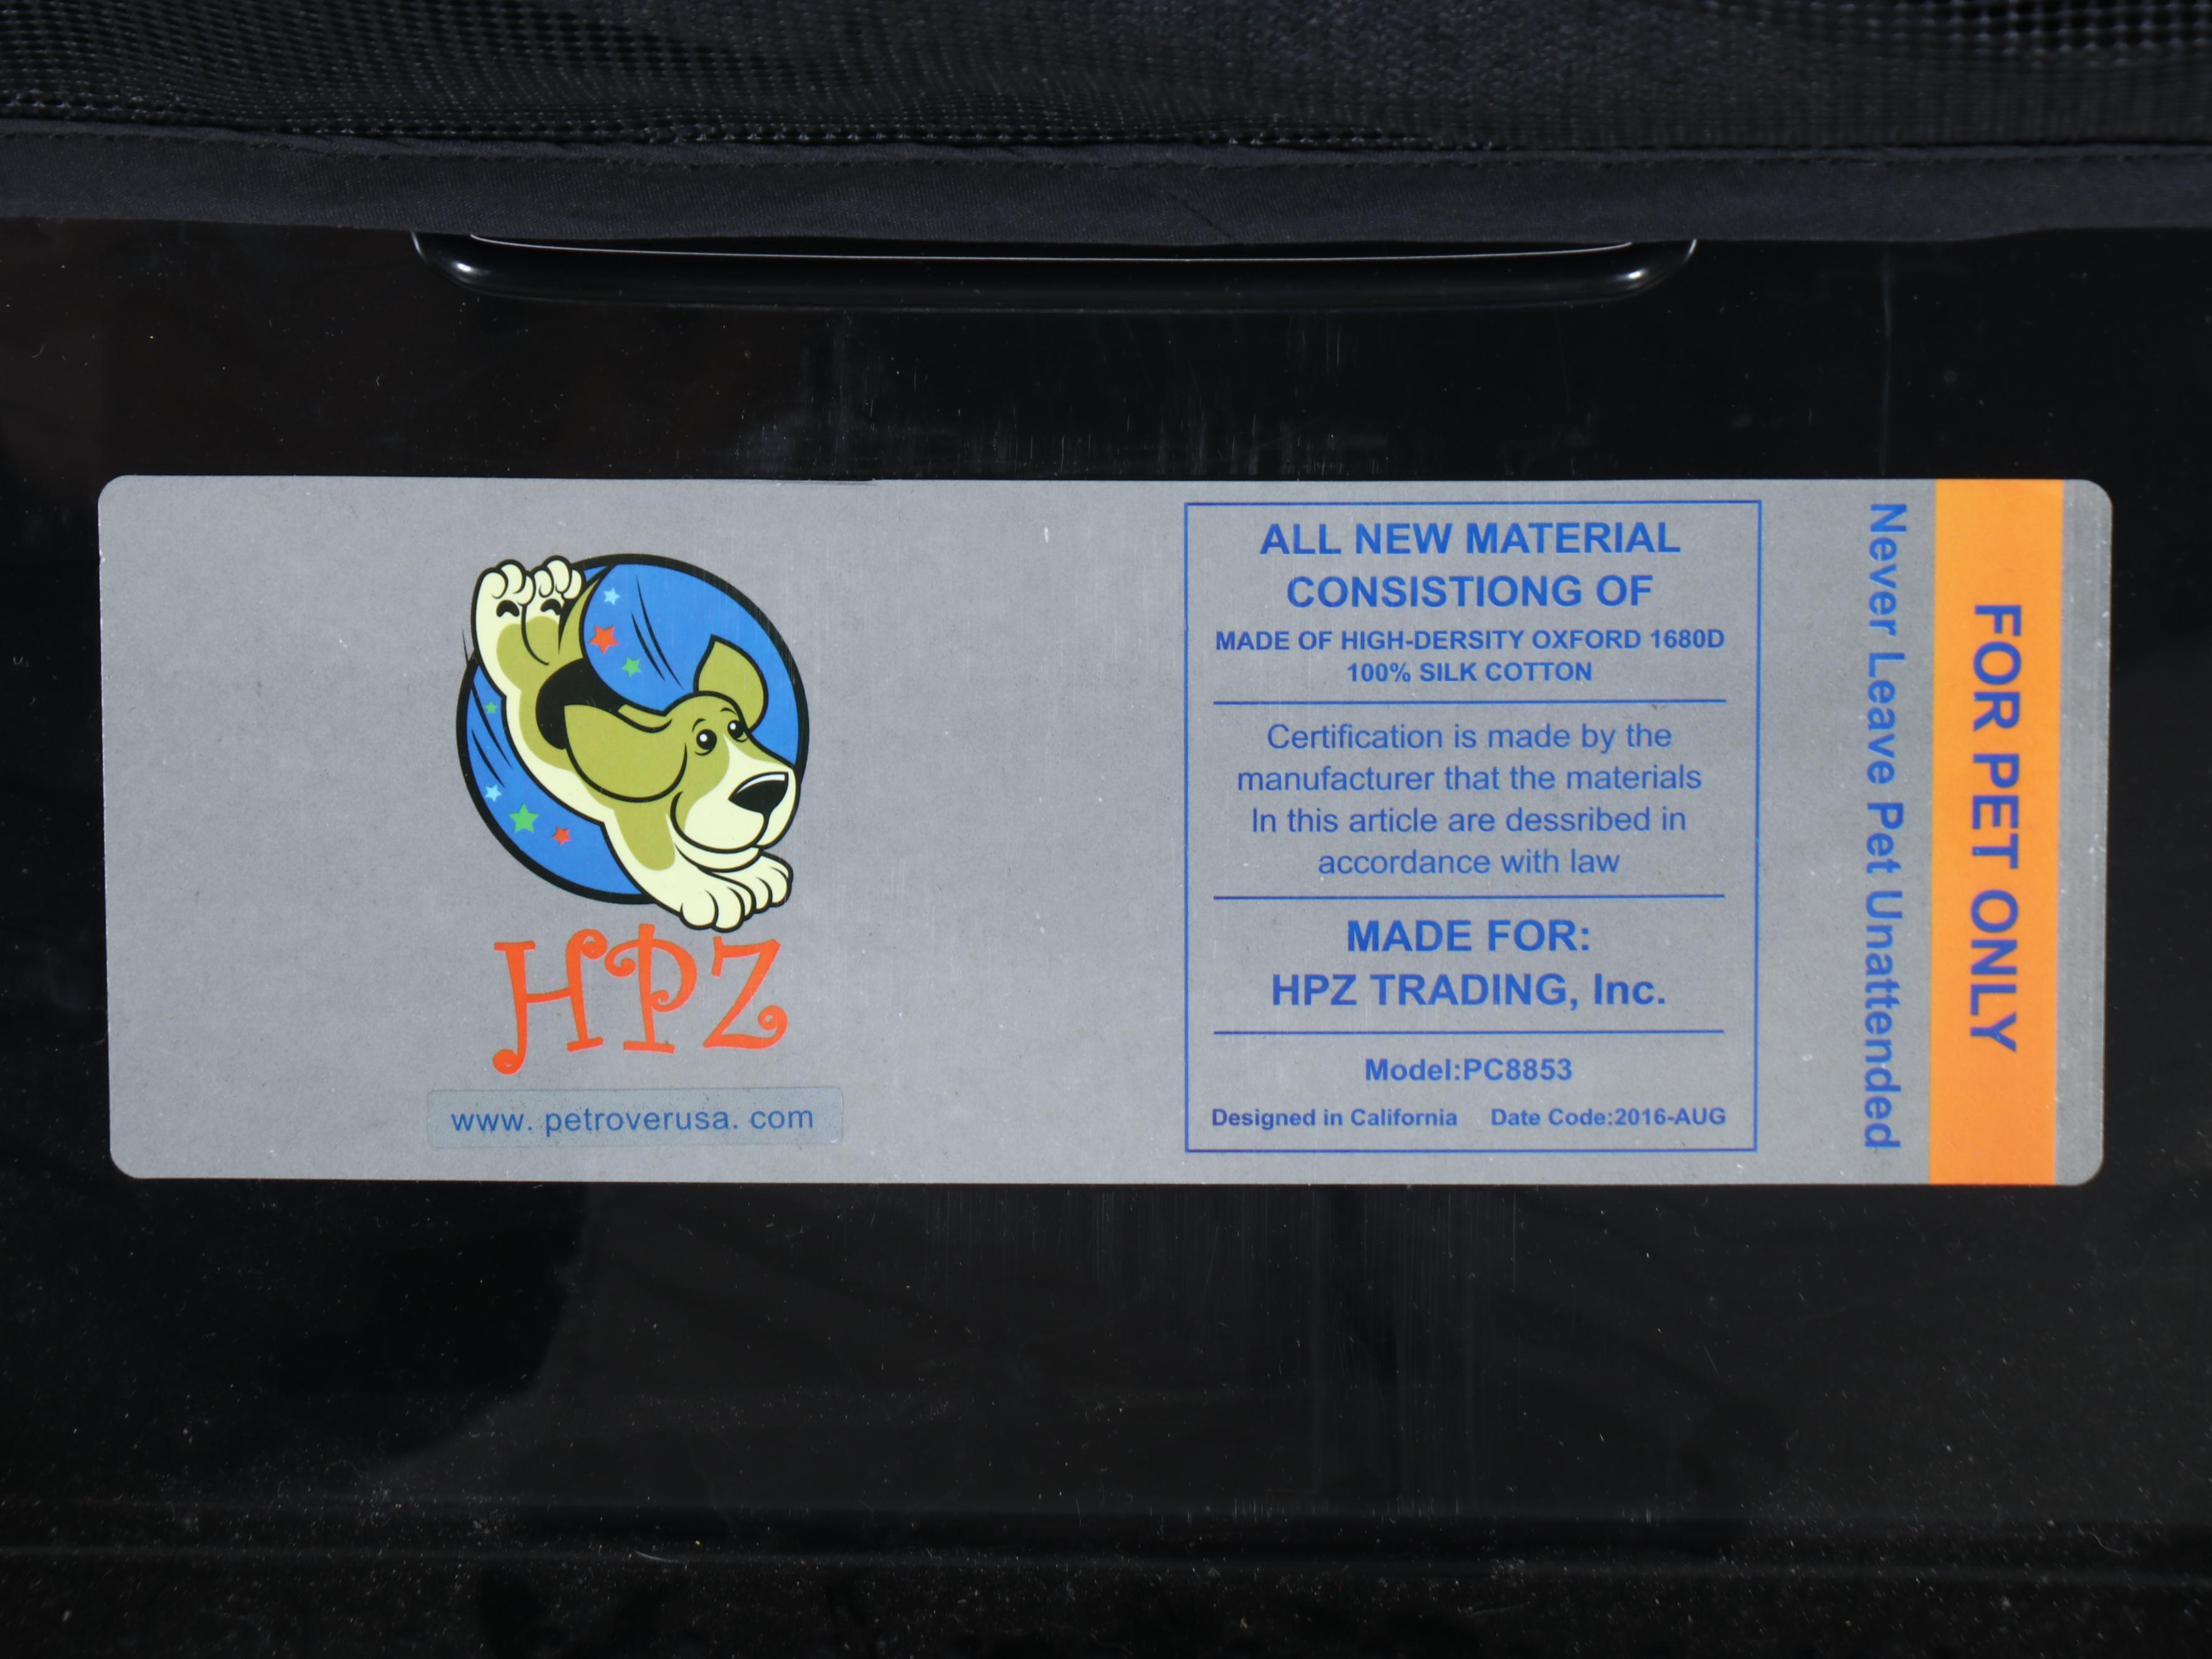 HPZ
www. petroverusa. com
ALL NEW MATERIAL
CONSISTIONG OF
MADE OF HIGH-DERSITY OXFORD 1680D
100% SILK COTTON
Certification is made by the
manufacturer that the materials
In this article are dessribed in
accordance with law
MADE FOR:
HPZ TRADING, Inc.
Model:PC8853
Designed in California Date Code:2016-AUG
Never Leave Pet Unattended
FOR PET ONLY